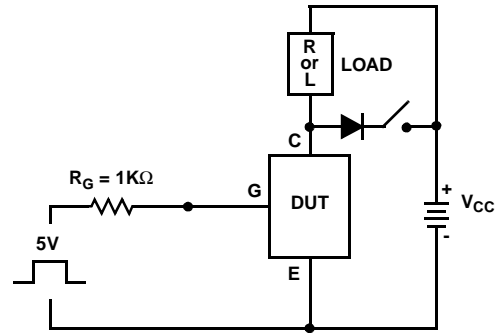 R
or
L
LOAD
C
R_G = 1KΩ
G
DUT
+
V_CC
-
5V
E